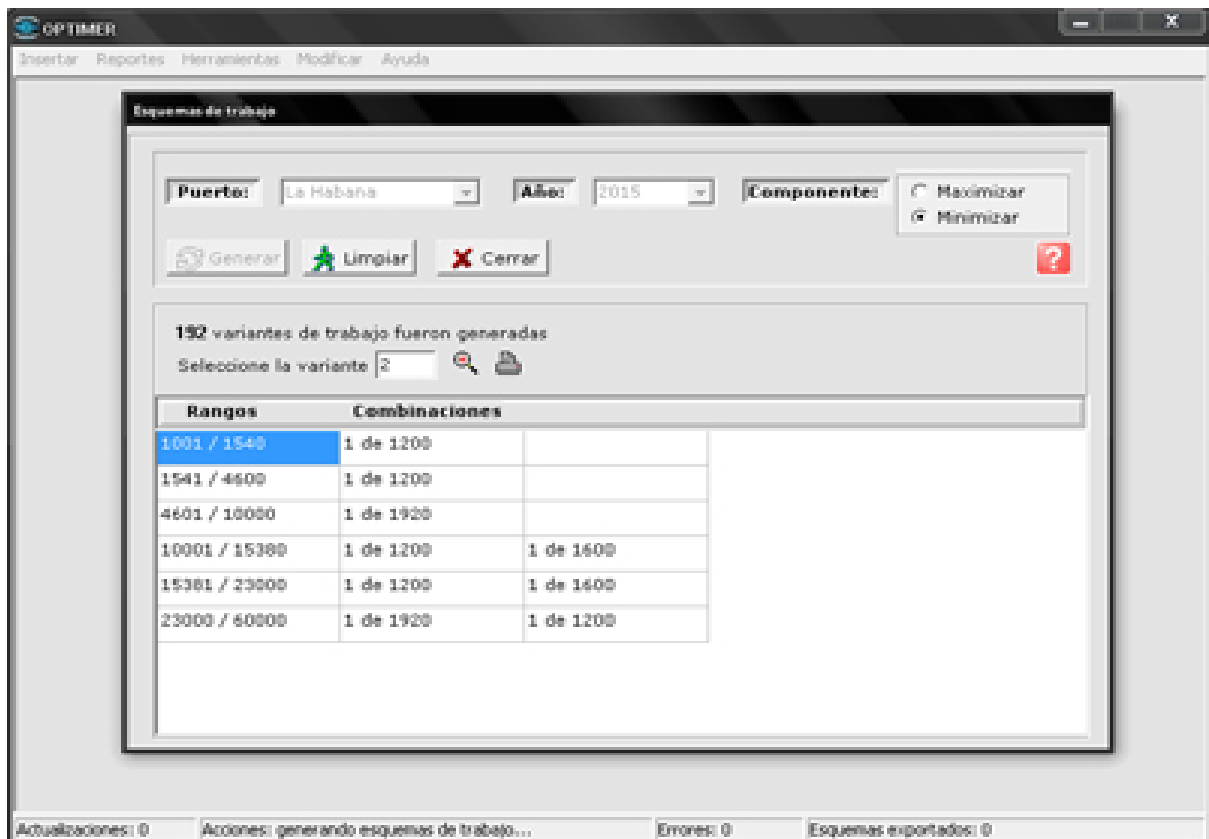 OPTIMER
Insertar Reportes Herramientas Modificar Ayuda
Esquemas de trabajo
Puerto: La Habana Año: 2015 Componente: Maximizar
Minimizar
Generar Limpiar Cerrar ?
192 variantes de trabajo fueron generadas
Seleccione la variante 2
Rangos Combinaciones
1001 / 1540 1 de 1200
1541 / 4600 1 de 1200
4601 / 10000 1 de 1920
10001 / 15380 1 de 1200 1 de 1600
15381 / 23000 1 de 1200 1 de 1600
23000 / 60000 1 de 1920 1 de 1200
Actualizaciones: 0 Acciones: generando esquemas de trabajo... Errores: 0 Esquemas exportados: 0